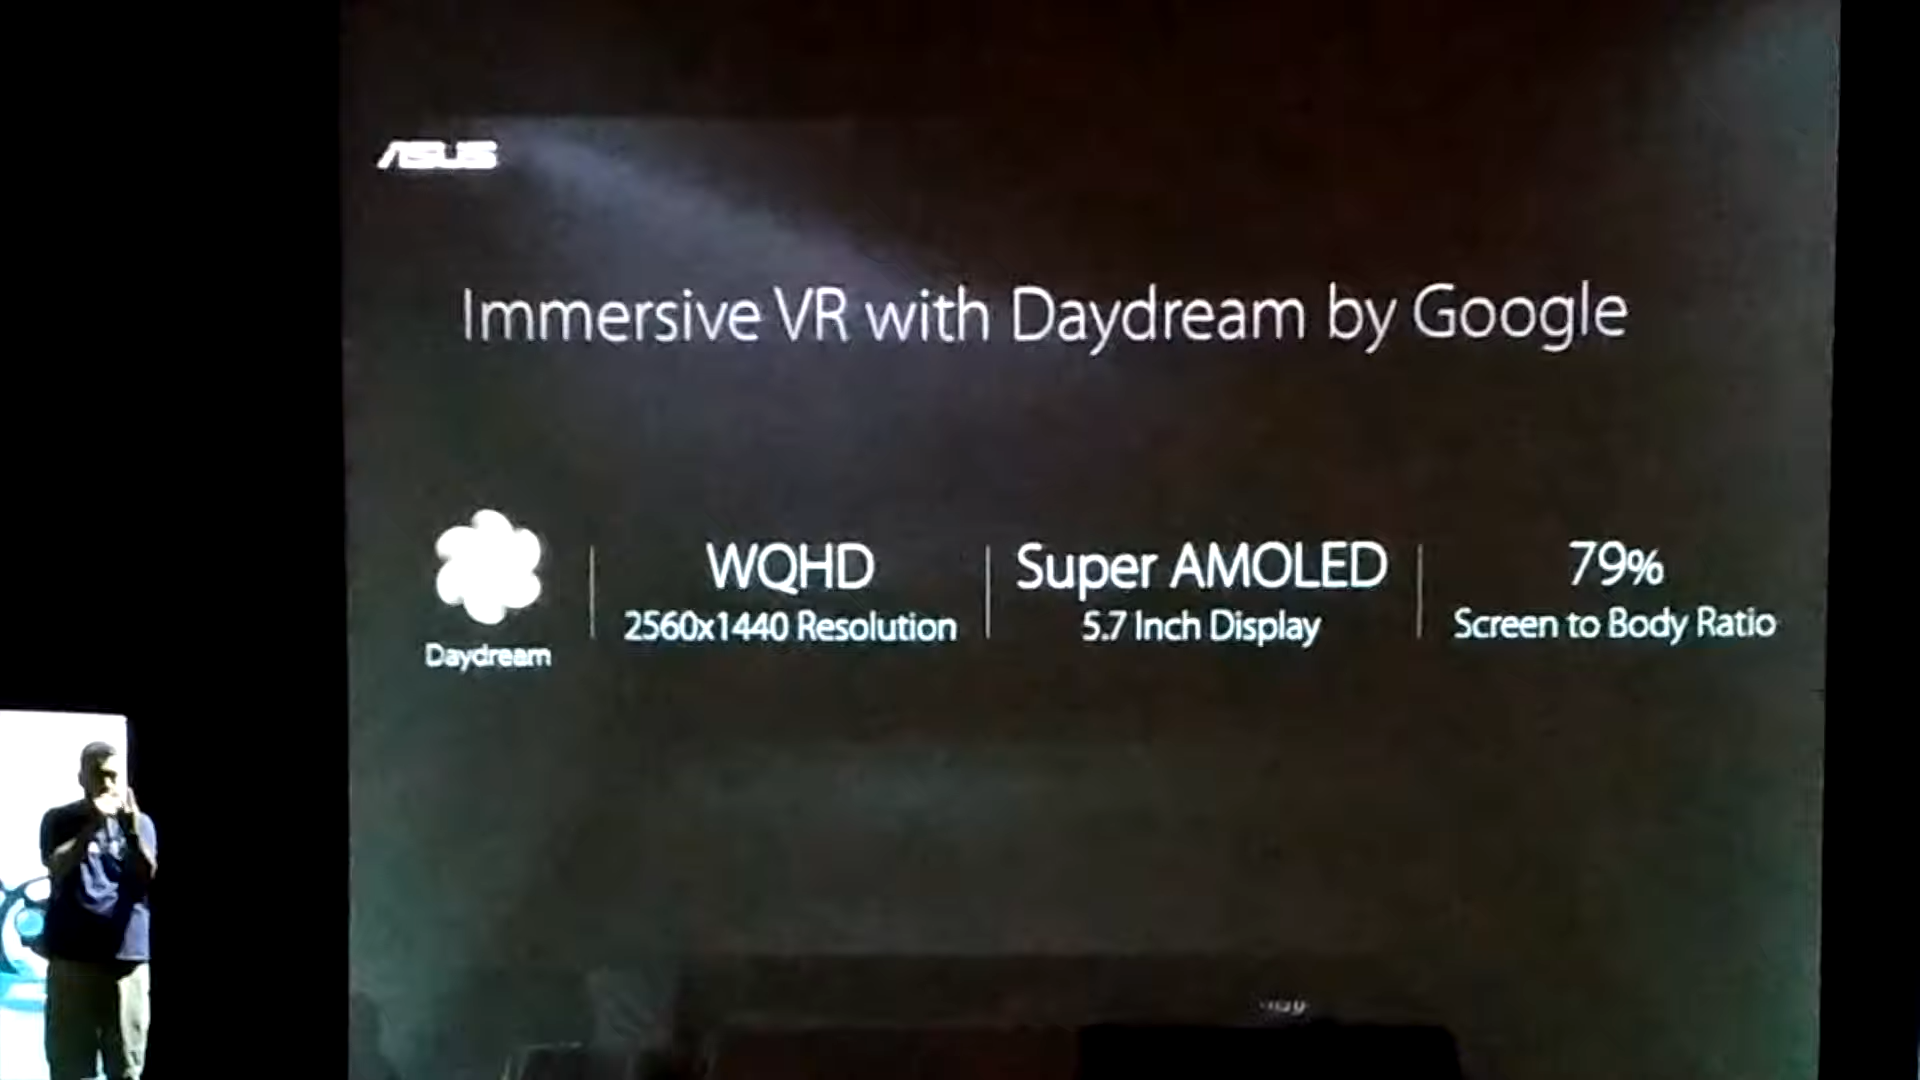 ASUS
Immersive VR with Daydream by Google
Daydream
WQHD
2560x1440 Resolution
Super AMOLED
5.7 Inch Display
79%
Screen to Body Ratio